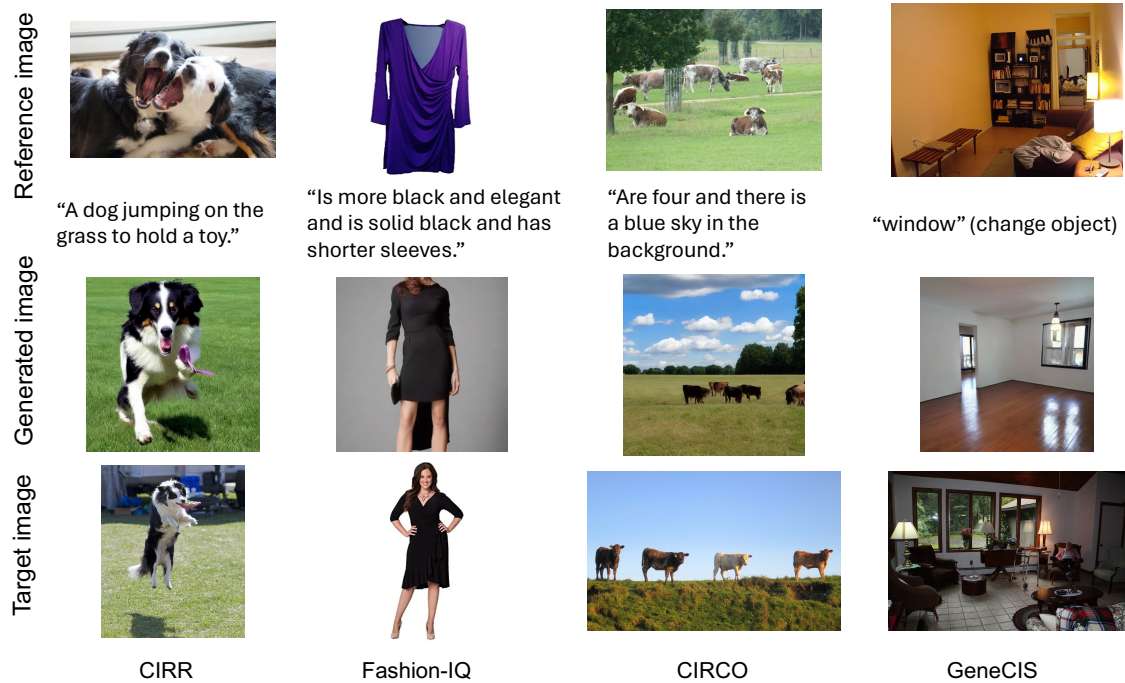 Reference image
“A dog jumping on the
grass to hold a toy.”
“Is more black and elegant
and is solid black and has
shorter sleeves.”
“Are four and there is
a blue sky in the
background.”
“window” (change object)
Generated image
Target image
CIRR
Fashion-IQ
CIRCO
GeneCIS